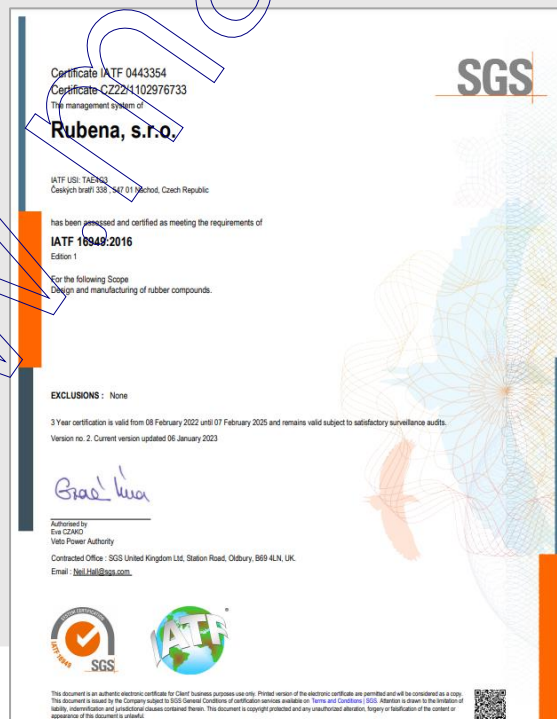 SGS
Certificate IATF 0443354
Certificate CZ22/1102976733
The management system of
Rubena, s.r.o.
IATF USI: TAE4G3
Českých bratří 338 , 547 01 Náchod, Czech Republic
has been assessed and certified as meeting the requirements of
IATF 16949:2016
Edition 1
For the following Scope
Design and manufacturing of rubber compounds.
EXCLUSIONS : None
3 Year certification is valid from 08 February 2022 until 07 February 2025 and remains valid subject to satisfactory surveillance audits.
Version no. 2. Current version updated 06 January 2023
Authorised by
Eva CZAKO
Veto Power Authority
Contracted Office : SGS United Kingdom Ltd, Station Road, Oldbury, B69 4LN, UK.
Email : Neil.Hall@sgs.com
SYSTEM CERTIFICATION
IATF 16949
SGS
IATF
This document is an authentic electronic certificate for Client' business purposes use only. Printed version of the electronic certificate are permitted and will be considered as a copy.
This document is issued by the Company subject to SGS General Conditions of certification services available on Terms and Conditions | SGS. Attention is drawn to the limitation of
liability, indemnification and jurisdictional clauses contained therein. This document is copyright protected and any unauthorized alteration, forgery or falsification of the content or
appearance of this document is unlawful.